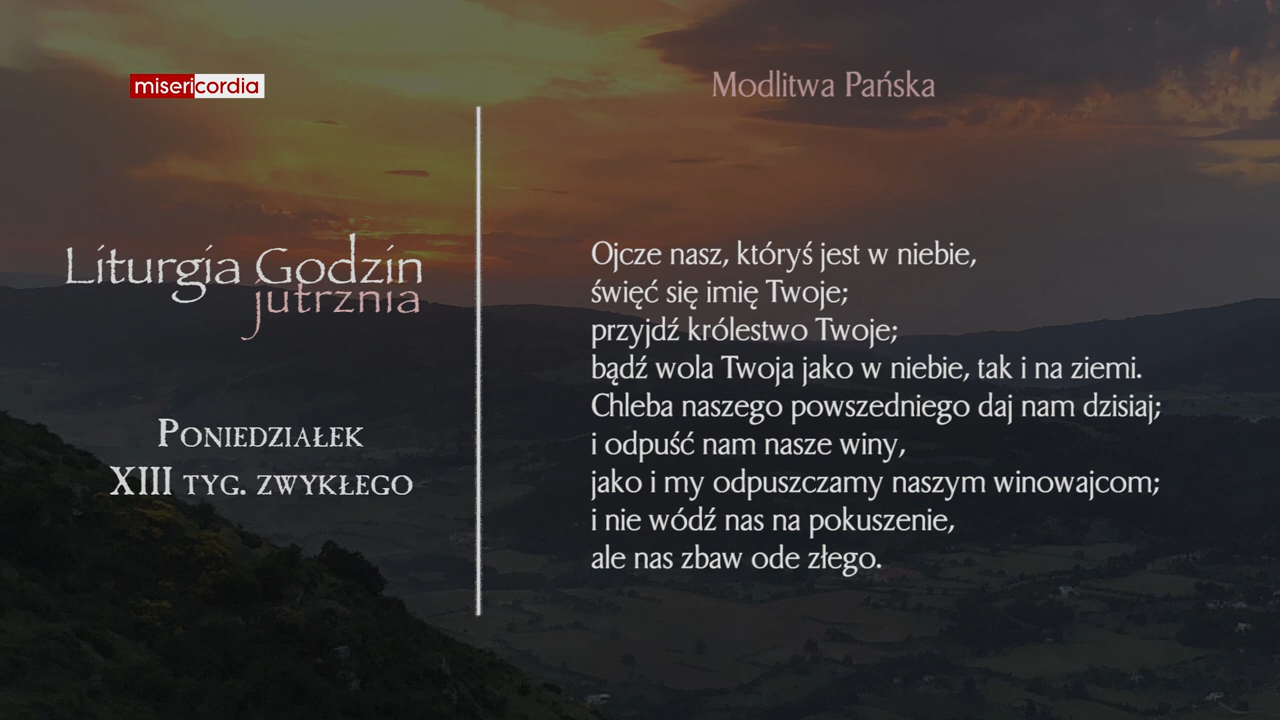 misericordia
Liturgia Godzin
jutrznia
Poniedziałek
XIII tyg. zwykłego
Modlitwa Pańska
Ojcze nasz, któryś jest w niebie,
święć się imię Twoje;
przyjdź królestwo Twoje;
bądź wola Twoja jako w niebie, tak i na ziemi.
Chleba naszego powszedniego daj nam dzisiaj;
i odpuść nam nasze winy,
jako i my odpuszczamy naszym winowajcom;
i nie wódź nas na pokuszenie,
ale nas zbaw ode złego.